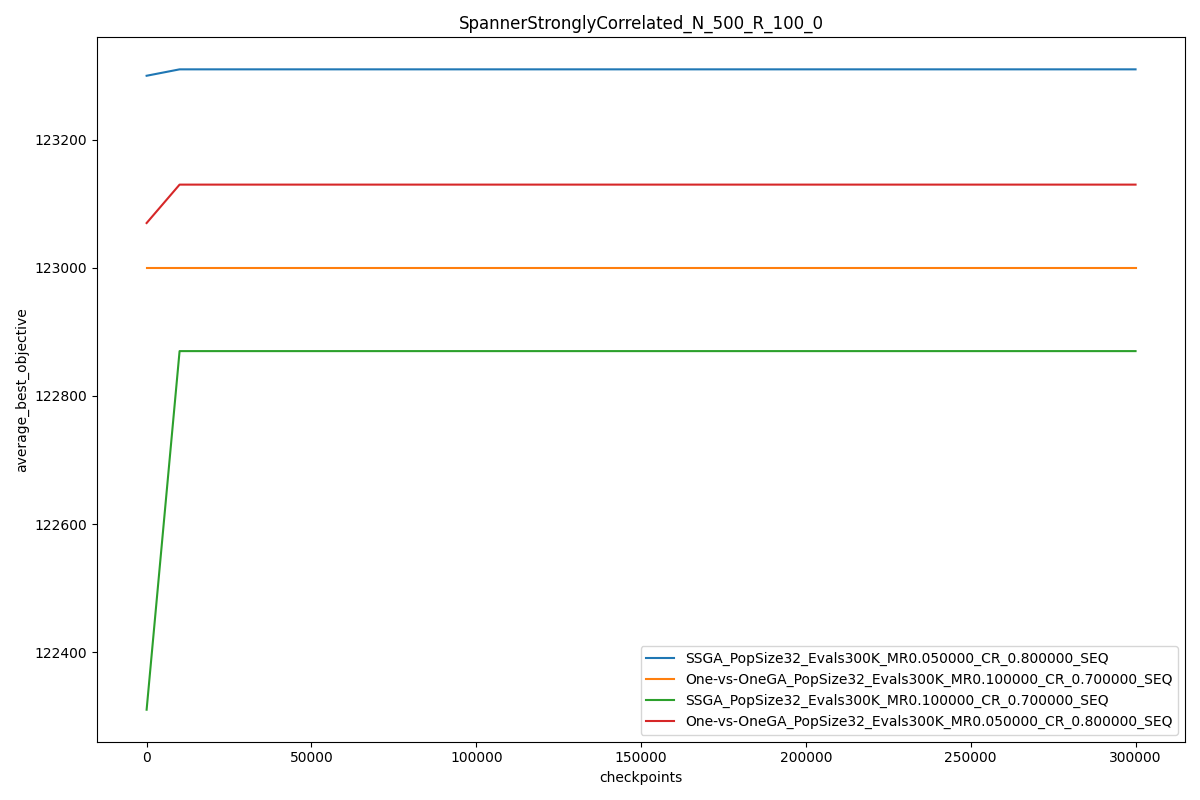 SpannerStronglyCorrelated_N_500_R_100_0
average_best_objective
123200
123000
122800
122600
122400
SSGA_PopSize32_Evals300K_MR0.050000_CR_0.800000_SEQ
One-vs-OneGA_PopSize32_Evals300K_MR0.100000_CR_0.700000_SEQ
SSGA_PopSize32_Evals300K_MR0.100000_CR_0.700000_SEQ
One-vs-OneGA_PopSize32_Evals300K_MR0.050000_CR_0.800000_SEQ
0 50000 100000 150000 200000 250000 300000
checkpoints